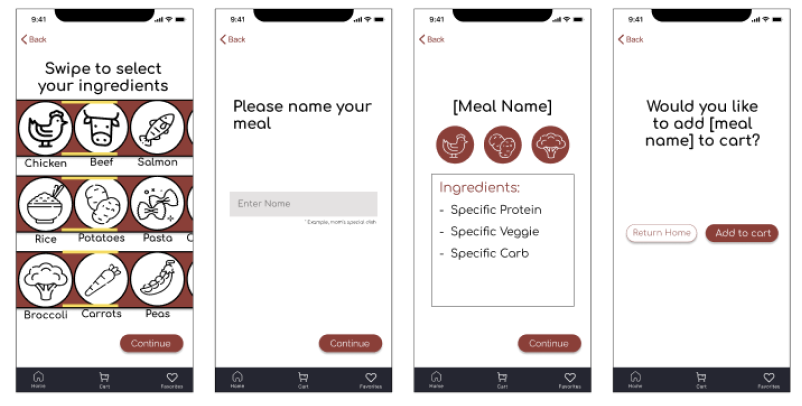 9:41
Back
Swipe to select
your ingredients
Chicken Beef Salmon
Rice Potatoes Pasta C
Broccoli Carrots Peas
Continue
Home Cart Favorites
9:41
Back
Please name your
meal
Enter Name
* Example, mom's special dish
Continue
Home Cart Favorites
9:41
Back
[Meal Name]
Ingredients:
- Specific Protein
- Specific Veggie
- Specific Carb
Continue
Home Cart Favorites
9:41
Back
Would you like
to add [meal
name] to cart?
Return Home Add to cart
Home Cart Favorites